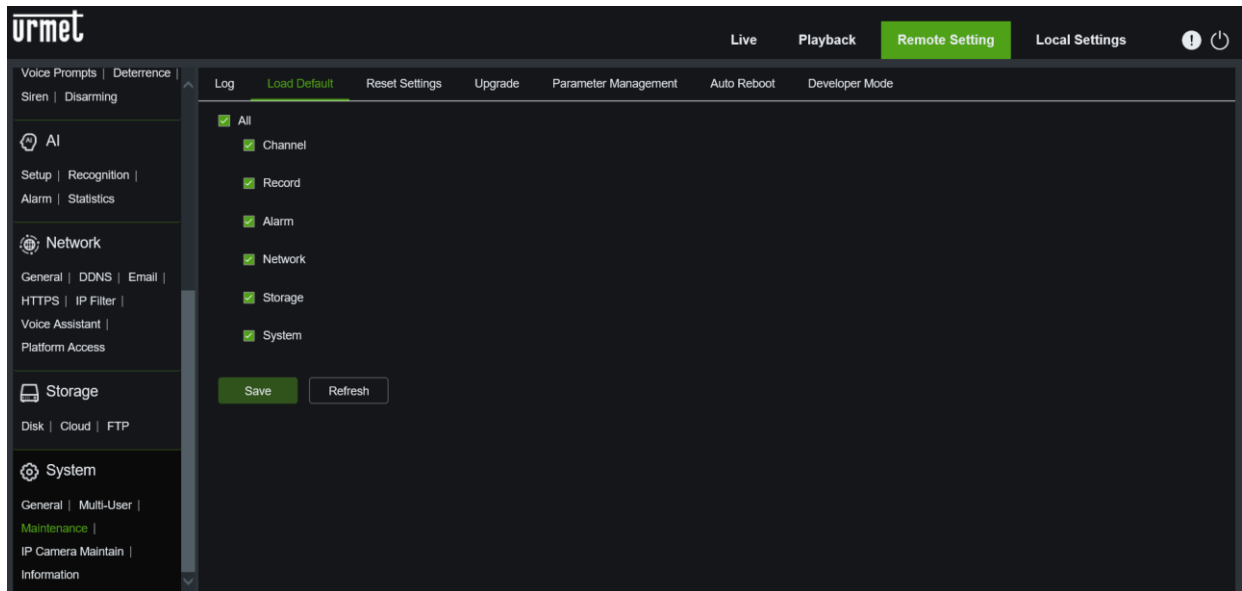 urmet
Live Playback Remote Setting Local Settings
Voice Prompts | Deterrence |
Siren | Disarming
AI
Setup | Recognition |
Alarm | Statistics
Network
General | DDNS | Email |
HTTPS | IP Filter |
Voice Assistant |
Platform Access
Storage
Disk | Cloud | FTP
System
General | Multi-User |
Maintenance |
IP Camera Maintain |
Information
Log Load Default Reset Settings Upgrade Parameter Management Auto Reboot Developer Mode
All
Channel
Record
Alarm
Network
Storage
System
Save Refresh